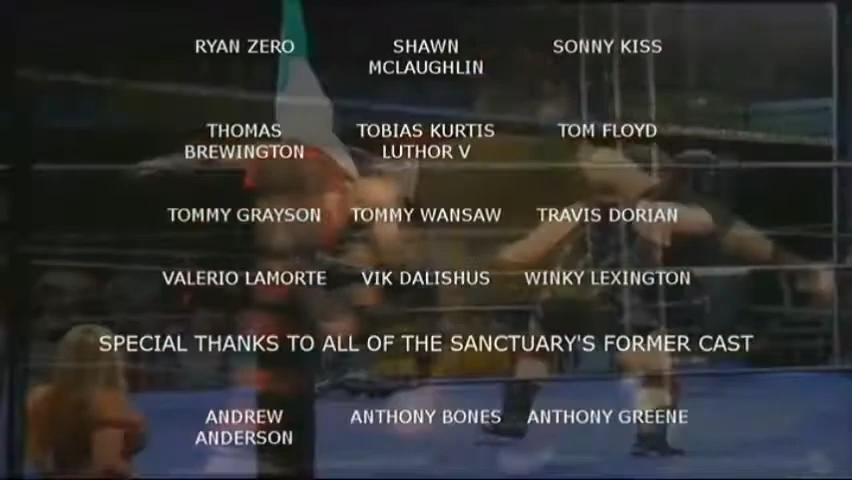 RYAN ZERO SHAWN SONNY KISS
MCLAUGHLIN
THOMAS TOBIAS KURTIS TOM FLOYD
BREWINGTON LUTHOR V
TOMMY GRAYSON TOMMY WANSAW TRAVIS DORIAN
VALERIO LAMORTE VIK DALISHUS WINKY LEXINGTON
SPECIAL THANKS TO ALL OF THE SANCTUARY'S FORMER CAST
ANDREW ANTHONY BONES ANTHONY GREENE
ANDERSON